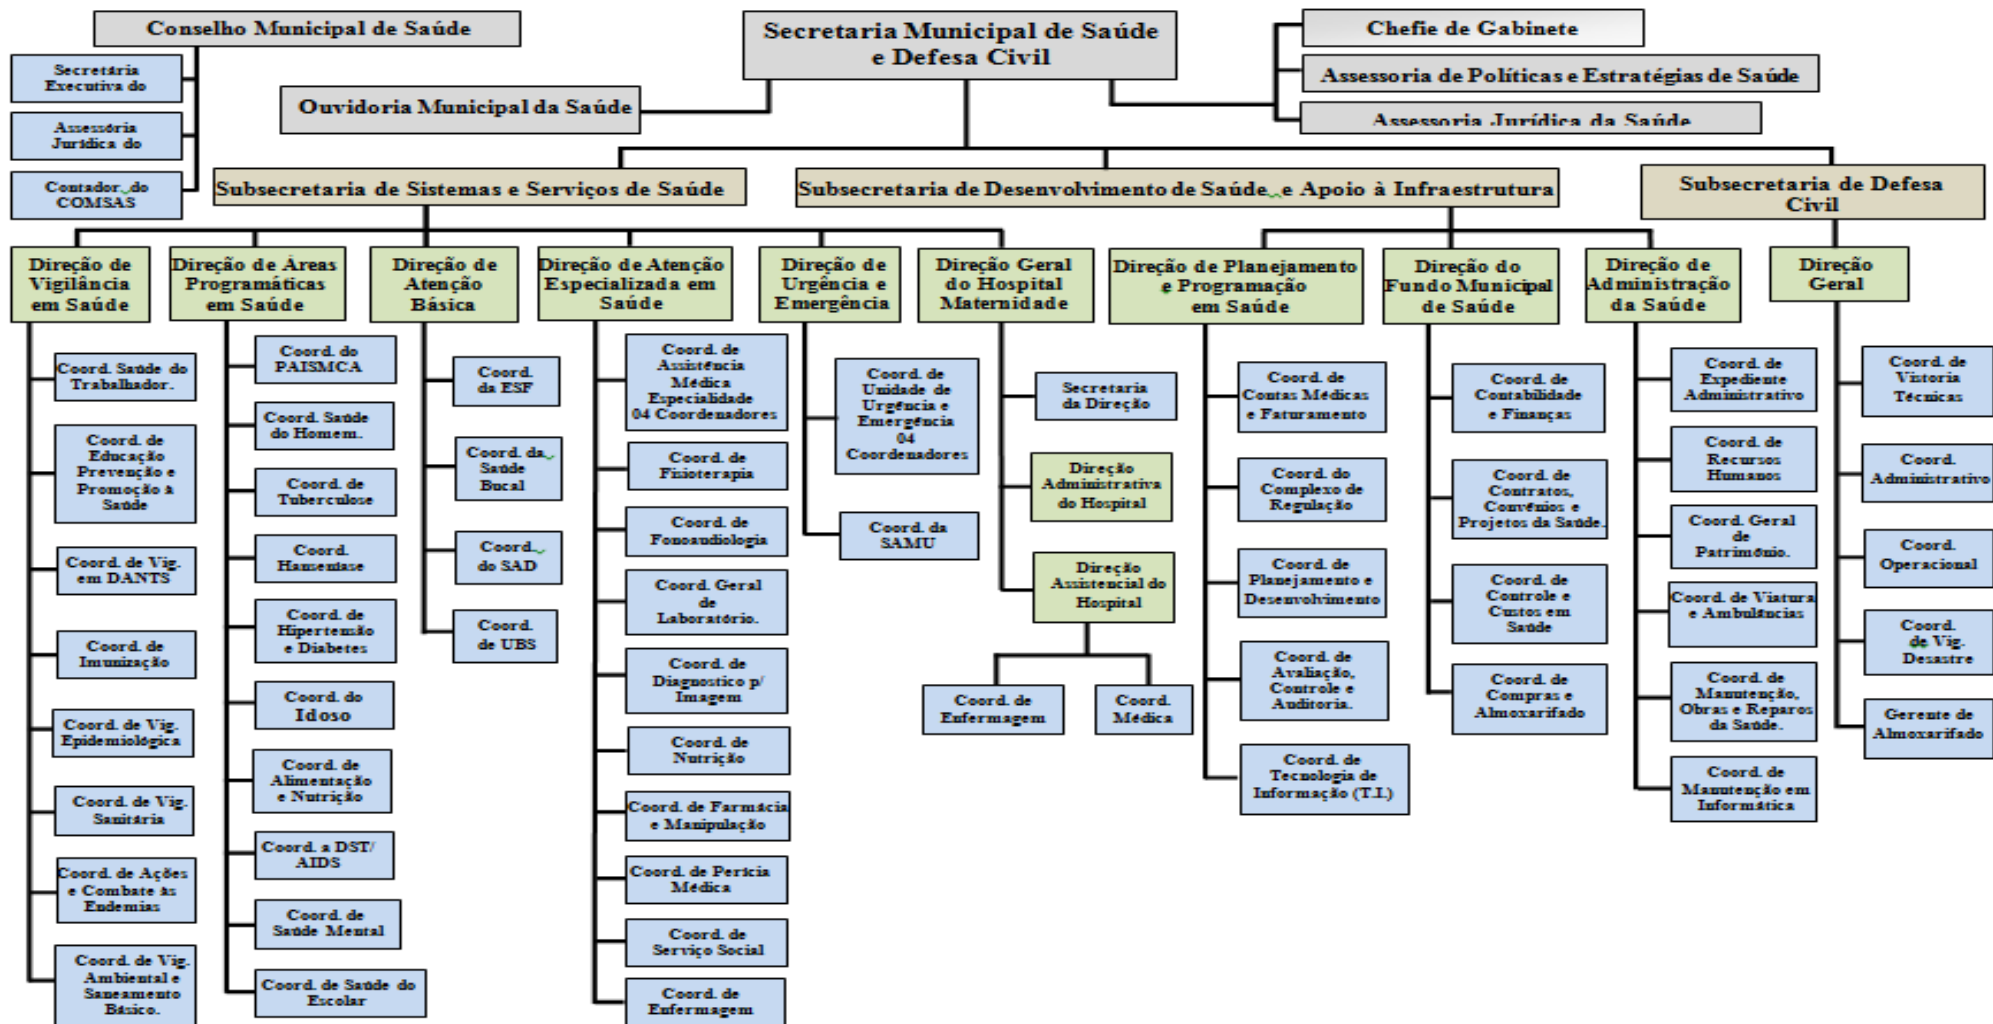 Conselho Municipal de Saúde
Secretária
Executiva do
Assessória
Jurídica do
Contador do
COMSAS
Secretaria Municipal de Saúde
e Defesa Civil
Ouvidoria Municipal da Saúde
Chefie de Gabinete
Assessoria de Políticas e Estratégias de Saúde
Assessoria Jurídica da Saúde
Subsecretaria de Sistemas e Serviços de Saúde
Subsecretaria de Desenvolvimento de Saúde e Apoio à Infraestrutura
Subsecretaria de Defesa
Civil
Direção de
Vigilância
em Saúde
Coord. Saúde do
Trabalhador.
Coord. de
Educação
Prevenção e
Promoção à
Saúde
Coord. de Vig.
em DANTS
Coord.
de
Imunização
Coord. de Vig.
Epidemiológica
Coord. de Vig.
Sanitária
Coord. de Ações
e Combate às
Endemias
Coord. de Vig.
Ambiental e
Saneamento
Básico.
Direção de Áreas
Programáticas
em Saúde
Coord. do
PAISMCA
Coord. Saúde
do Homem.
Coord. de
Tuberculose
Coord.
Hanseníase
Coord. de
Hipertensão
e Diabetes
Coord. do
Idoso
Coord. de
Alimentação
e Nutrição
Coord. a DST/
AIDS
Coord. de
Saúde Mental
Coord. de Saúde do
Escolar
Direção de
Atenção
Básica
Coord.
da ESF
Coord. da
Saúde
Bucal
Coord.
do SAD
Coord.
de UBS
Direção de Atenção
Especializada em
Saúde
Coord. de
Assistência
Médica
Especialidade
04 Coordenadores
Coord. de
Fisioterapia
Coord. de
Fonoaudiologia
Coord. Geral
de
Laboratório.
Coord. de
Diagnostico p/
Imagem
Coord. de
Nutrição
Coord. de Farmácia
e Manipulação
Coord. de Perícia
Médica
Coord. de
Serviço Social
Coord. de
Enfermagem
Direção de
Urgência e
Emergência
Coord. de
Unidade de
Urgência e
Emergência
04
Coordenadores
Coord. da
SAMU
Direção Geral
do Hospital
Maternidade
Secretaria
da Direção
Direção
Administrativa
do Hospital
Direção
Assistencial do
Hospital
Coord. de
Enfermagem
Coord.
Médica
Direção de Planejamento
e Programação
em Saúde
Coord. de
Contas Médicas
e Faturamento
Coord. do
Complexo de
Regulação
Coord. de
Planejamento e
Desenvolvimento
Coord. de
Avaliação,
Controle e
Auditoria.
Coord. de
Tecnologia de
Informação (T.I.)
Direção do
Fundo Municipal
de Saúde
Coord. de
Contabilidade
e Finanças
Coord. de
Contratos,
Convênios e
Projetos da Saúde.
Coord. de
Controle e
Custos em
Saúde
Coord. de
Compras e
Almoxarifado
Direção de
Administração
da Saúde
Coord. de
Expediente
Administrativo
Coord. de
Recursos
Humanos
Coord. Geral
de
Patrimônio.
Coord. de Viatura
e Ambulâncias
Coord. de
Manutenção,
Obras e Reparos
da Saúde.
Coord. de
Manutenção em
Informática
Direção
Geral
Coord. de
Vistoria
Técnicas
Coord.
Administrativo
Coord.
Operacional
Coord.
de Vig.
Desastre
Gerente de
Almoxarifado